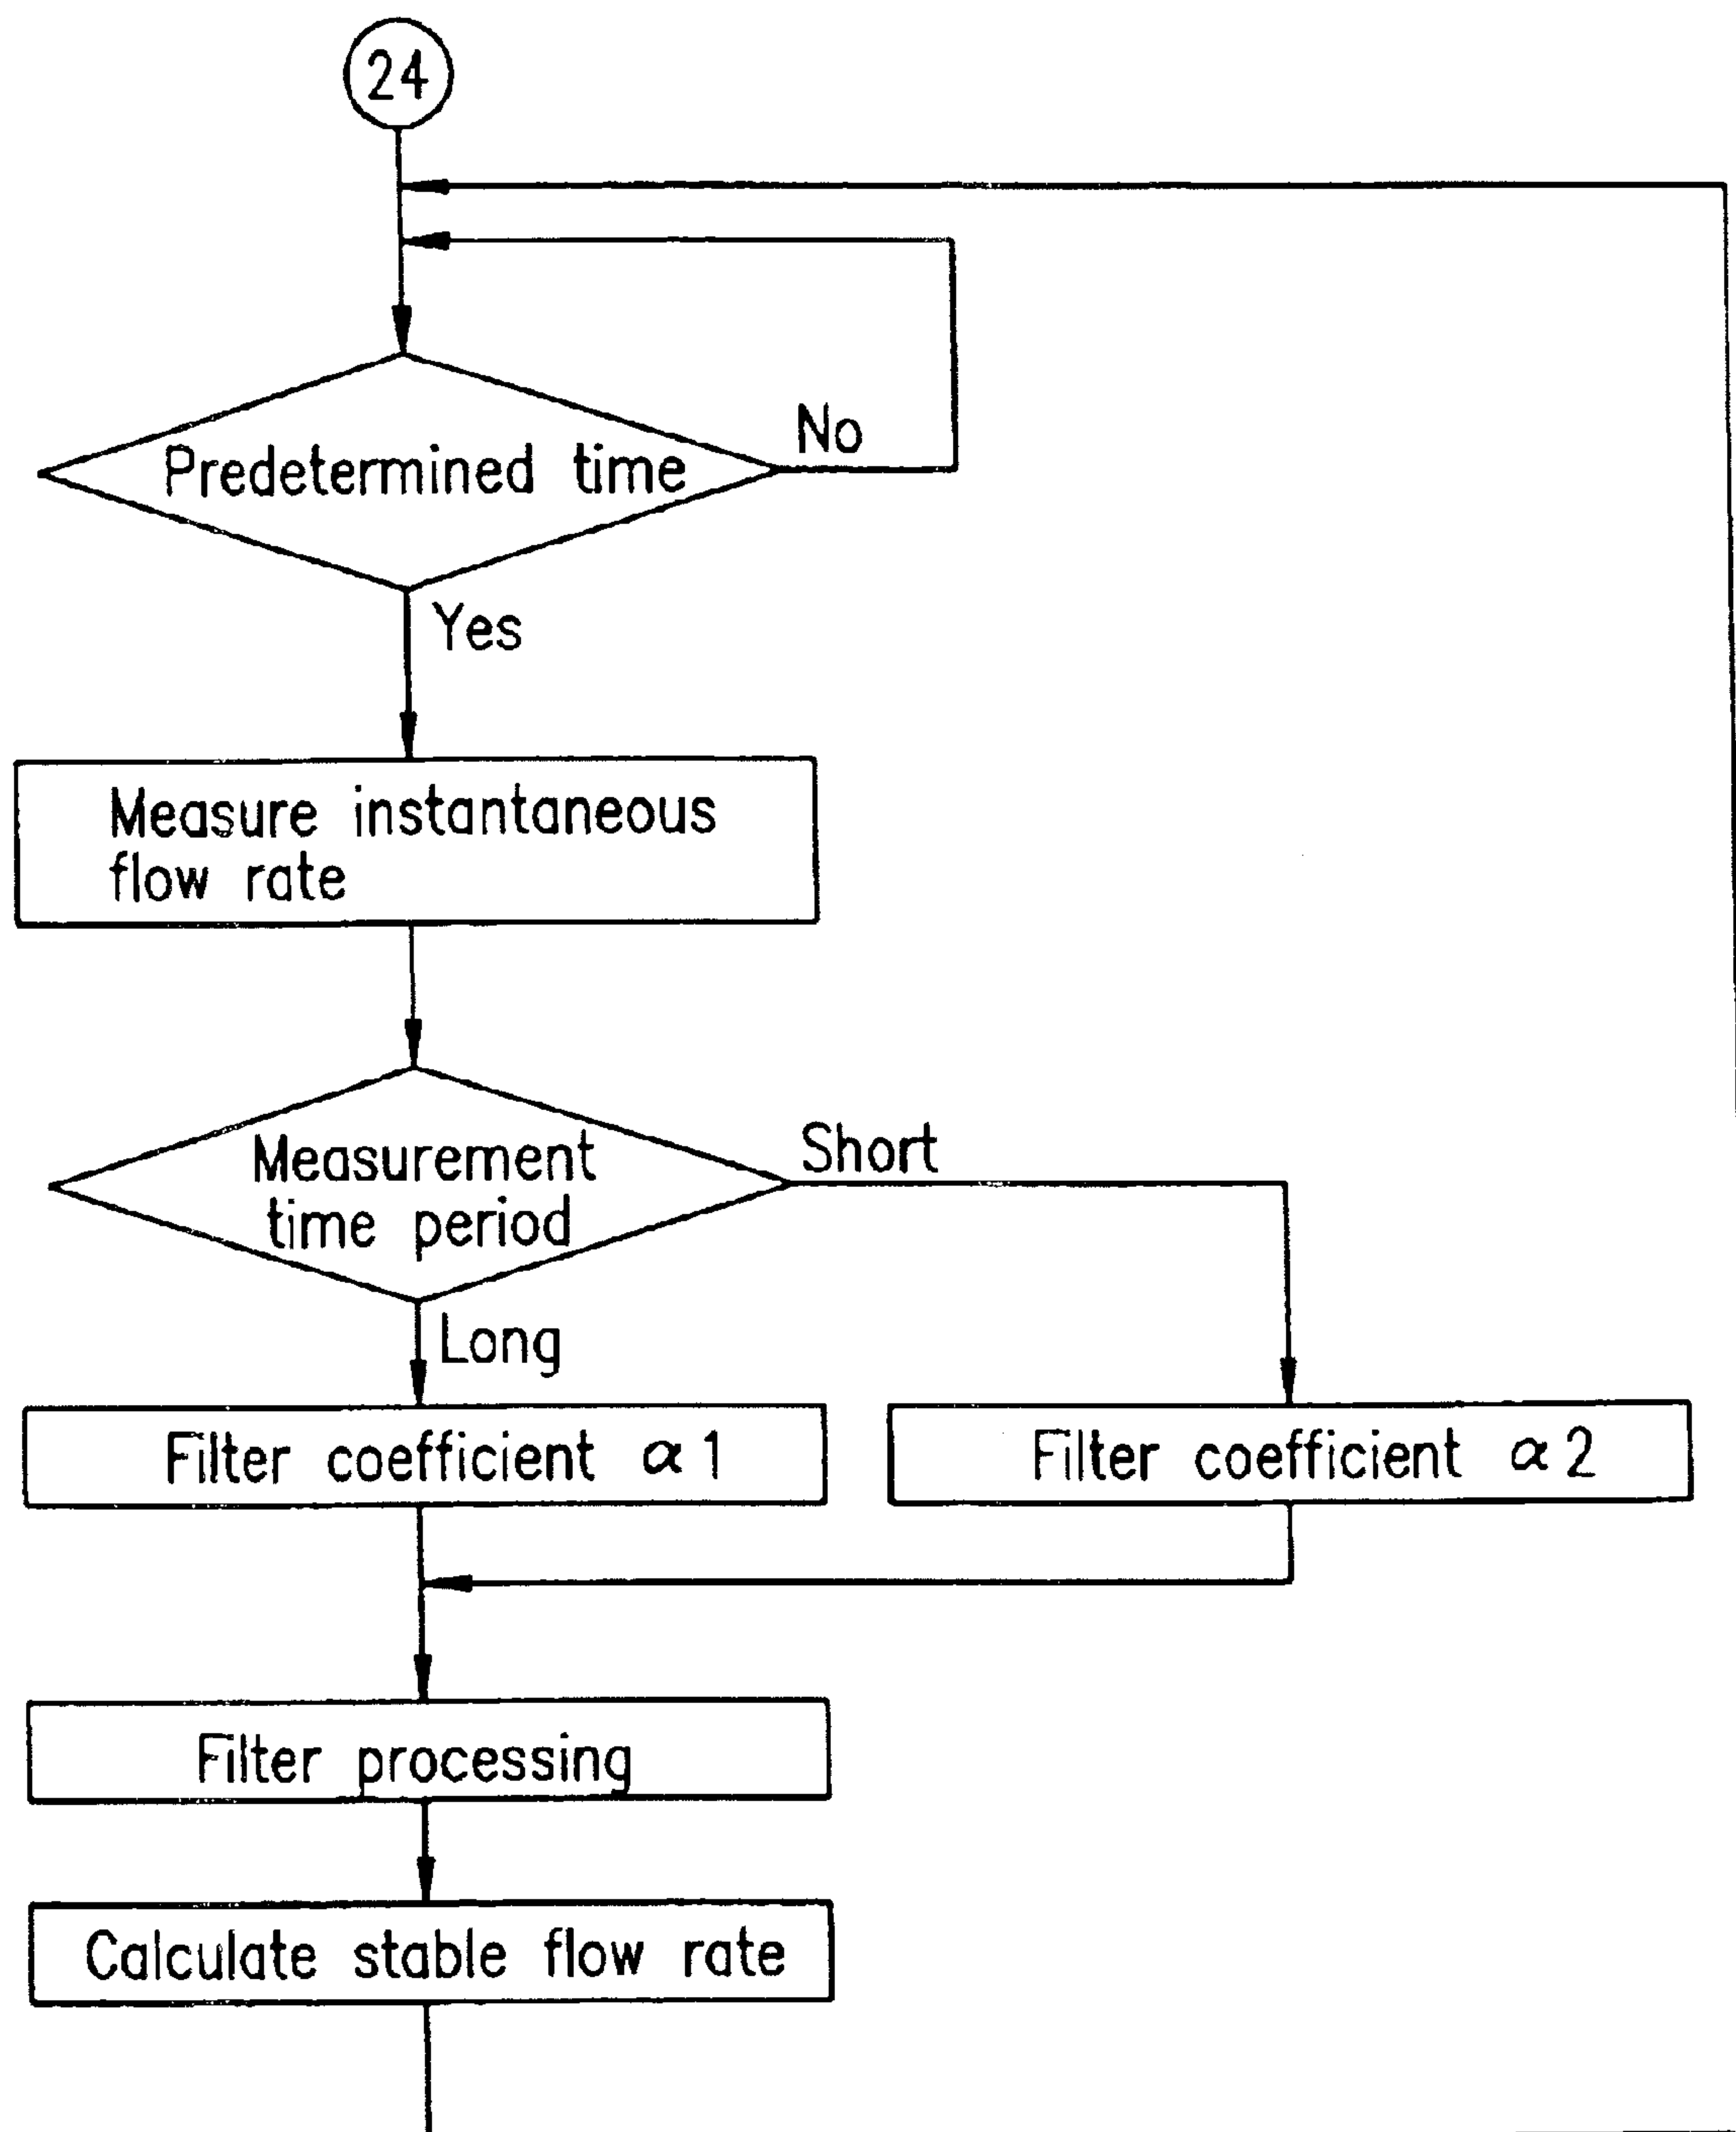 24
Predetermined time
No
Yes
Measure instantaneous
flow rate
Measurement
time period
Short
Long
Filter coefficient α1
Filter coefficient α2
Filter processing
Calculate stable flow rate